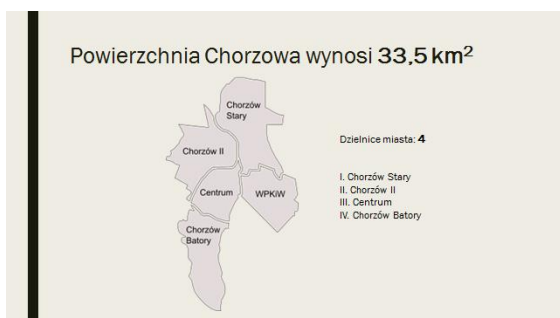 Powierzchnia Chorzowa wynosi 33,5 km²
Chorzów
Stary
Chorzów II
Centrum
WPKiW
Chorzów
Batory
Dzielnice miasta: 4
I. Chorzów Stary
II. Chorzów II
III. Centrum
IV. Chorzów Batory